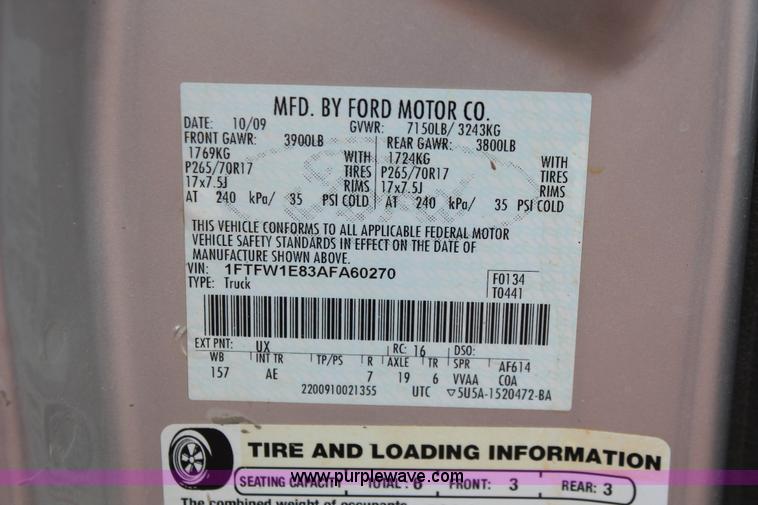 MFD. BY FORD MOTOR CO.
DATE: 10/09 GVWR: 7150LB/ 3243KG
FRONT GAWR: 3900LB REAR GAWR: 3800LB
1769KG WITH 1724KG WITH
P265/70R17 TIRES P265/70R17 TIRES
17x7.5J RIMS 17x7.5J RIMS
AT 240 kPa/ 35 PSI COLD AT 240 kPa/ 35 PSI COLD
THIS VEHICLE CONFORMS TO ALL APPLICABLE FEDERAL MOTOR
VEHICLE SAFETY STANDARDS IN EFFECT ON THE DATE OF
MANUFACTURE SHOWN ABOVE.
VIN: 1FTFW1E83AFA60270 F0134
TYPE: Truck T0441
EXT PNT: UX RC: 16 DSO:
WB INT TR TP/PS R AXLE TR SPR AF614
157 AE 7 19 6 VVAA COA
2200910021355 UTC ▽5U5A-1520472-BA
TIRE AND LOADING INFORMATION
SEATING CAPACITY TOTAL: 6 FRONT: 3 REAR: 3
www.purplewave.com
The combined weight of occupants